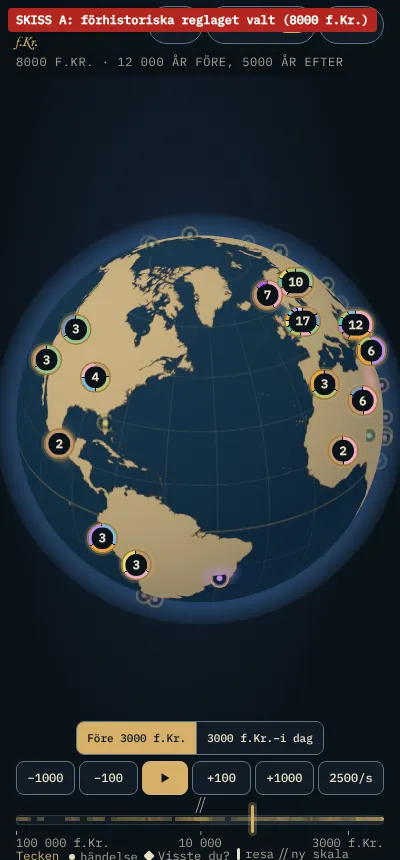 SKISS A: förhistoriska reglaget valt (8000 f.Kr.)
f.Kr.
8000 F.KR. · 12 000 ÅR FÖRE, 5000 ÅR EFTER
10
7
17
12
3
6
3
4
3
6
2
2
3
3
Före 3000 f.Kr. 3000 f.Kr.–i dag
−1000 −100 ▶ +100 +1000 2500/s
//
100 000 f.Kr. 10 000 3000 f.Kr.
Tecken ● händelse ◆ Visste du? | resa // ny skala